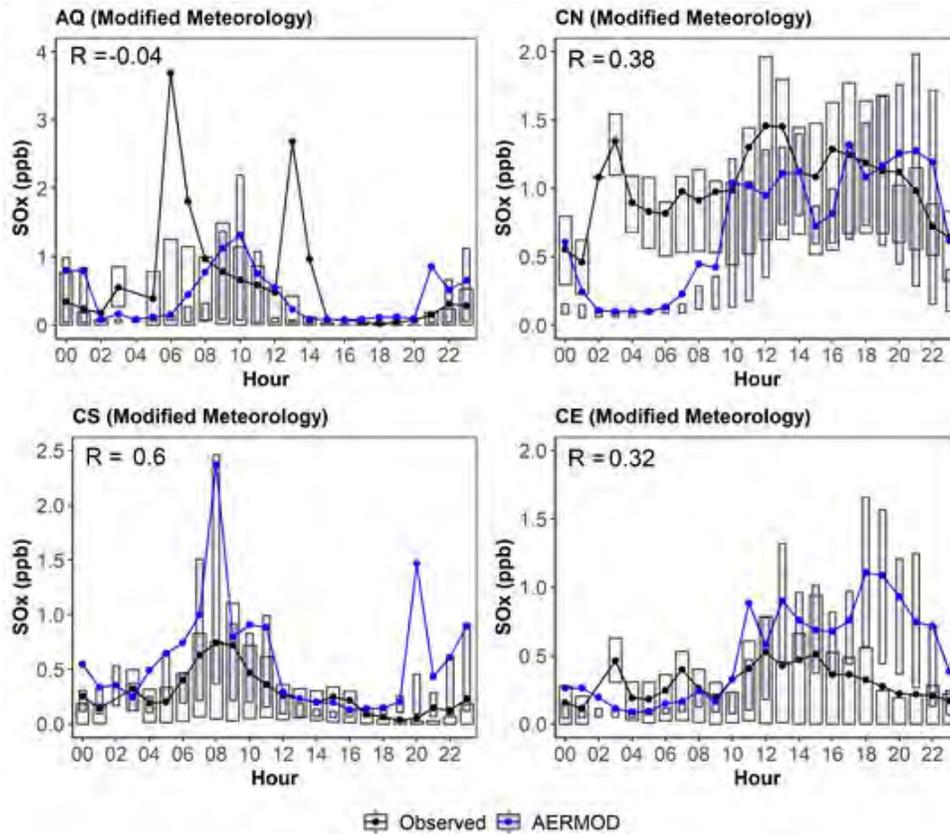 AQ (Modified Meteorology)
R =-0.04
SOx (ppb)
4
3
2
1
0
00 02 04 06 08 10 12 14 16 18 20 22
Hour
CN (Modified Meteorology)
R =0.38
SOx (ppb)
2.0
1.5
1.0
0.5
0.0
00 02 04 06 08 10 12 14 16 18 20 22
Hour
CS (Modified Meteorology)
R = 0.6
SOx (ppb)
2.5
2.0
1.5
1.0
0.5
0.0
00 02 04 06 08 10 12 14 16 18 20 22
Hour
CE (Modified Meteorology)
R =0.32
SOx (ppb)
2.0
1.5
1.0
0.5
0.0
00 02 04 06 08 10 12 14 16 18 20 22
Hour
Observed AERMOD